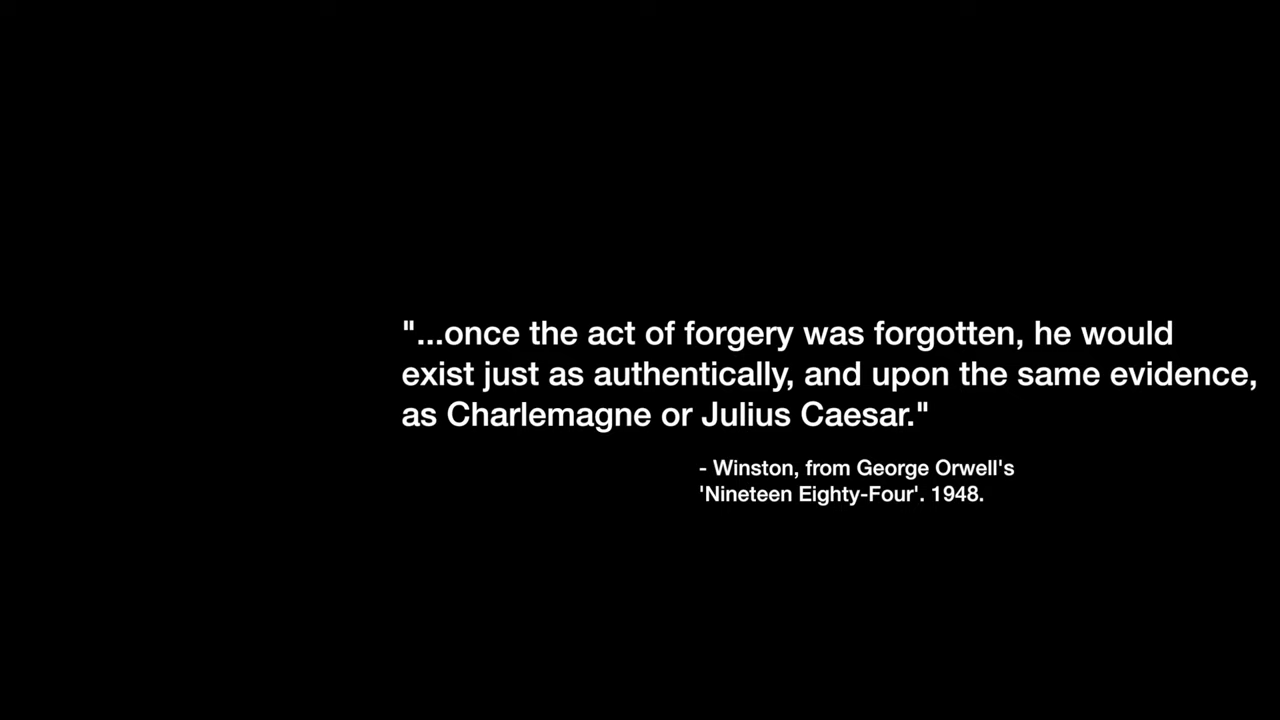 "...once the act of forgery was forgotten, he would
exist just as authentically, and upon the same evidence,
as Charlemagne or Julius Caesar."
- Winston, from George Orwell's
'Nineteen Eighty-Four'. 1948.